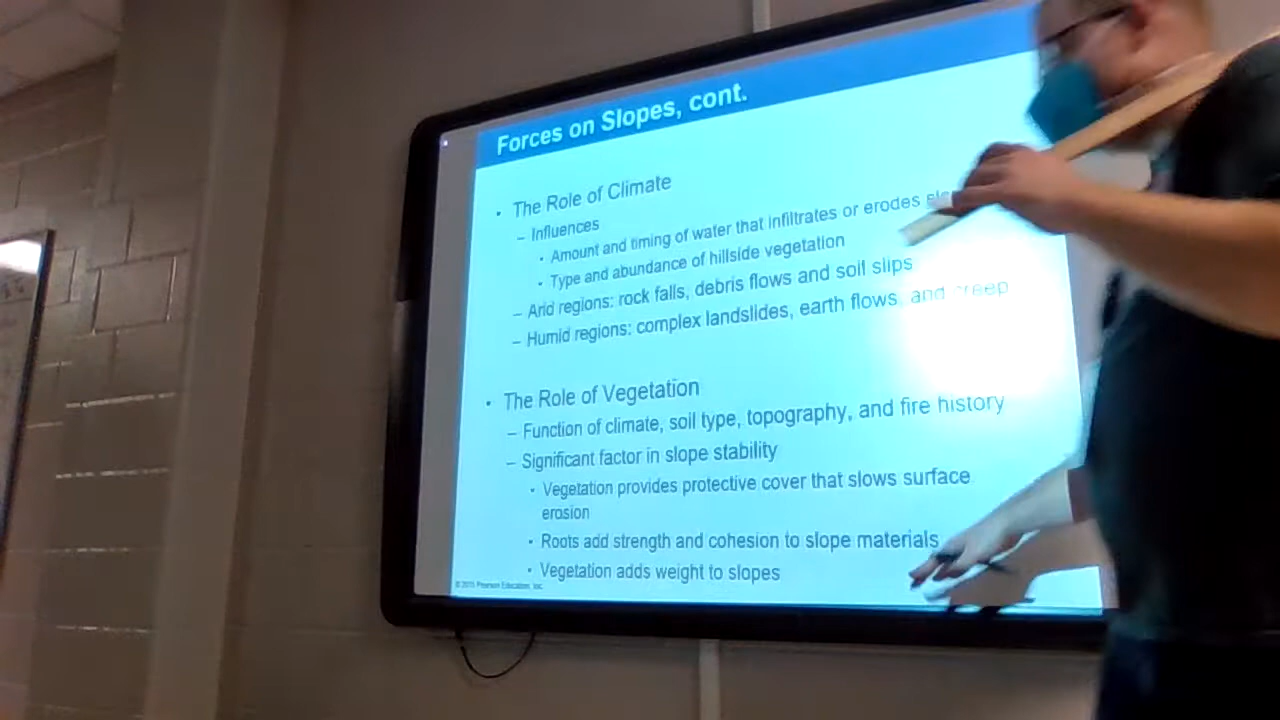 Forces on Slopes, cont.
• The Role of Climate
– Influences
• Amount and timing of water that infiltrates or erodes
• Type and abundance of hillside vegetation
– Arid regions: rock falls, debris flows and soil slips
– Humid regions: complex landslides, earth flows, and creep
• The Role of Vegetation
– Function of climate, soil type, topography, and fire history
– Significant factor in slope stability
• Vegetation provides protective cover that slows surface
erosion
• Roots add strength and cohesion to slope materials
• Vegetation adds weight to slopes
© 2015 Pearson Education, Inc.